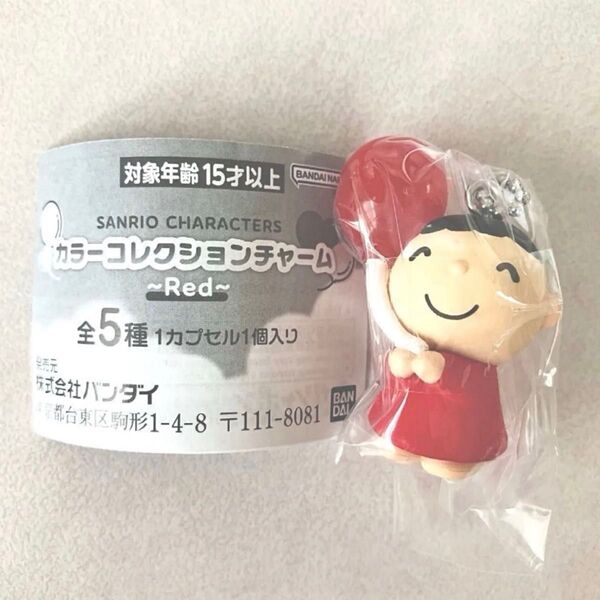 対象年齢15才以上
BANDAI NA
SANRIO CHARACTERS
カラーコレクションチャーム
~Red~
全5種 1カプセル1個入り
発売元
株式会社バンダイ
都台東区駒形1-4-8 〒111-8081
BAN
DAI